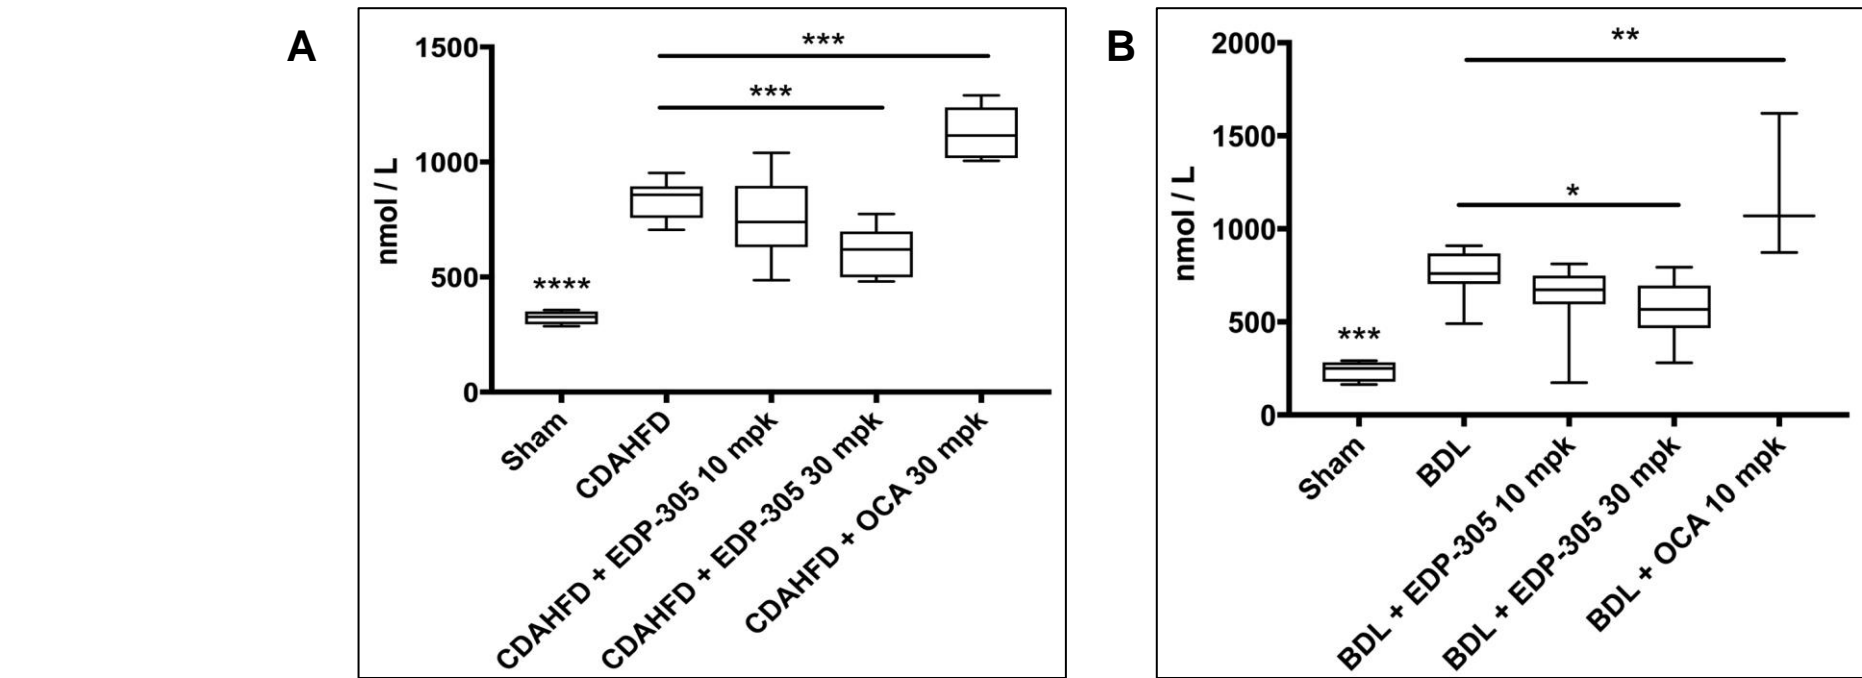 A
nmol / L
1500
1000
500
0
***
***
****
Sham
CDAHFD
CDAHFD + EDP-305 10 mpk
CDAHFD + EDP-305 30 mpk
CDAHFD + OCA 30 mpk
B
nmol / L
2000
1500
1000
500
0
**
*
***
Sham
BDL
BDL + EDP-305 10 mpk
BDL + EDP-305 30 mpk
BDL + OCA 10 mpk